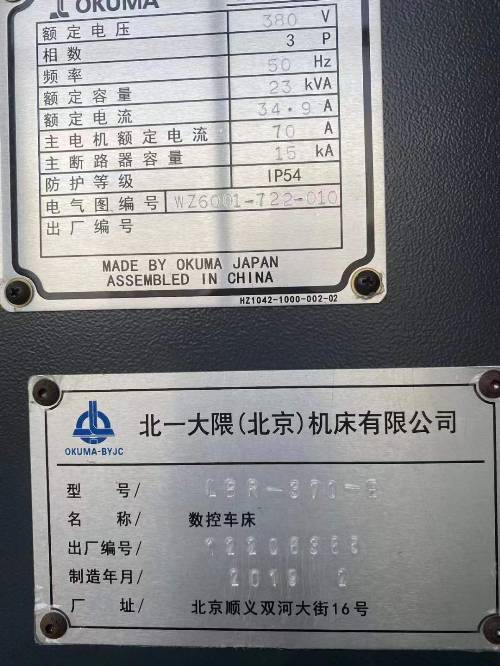 OKUMA
额定电压 380 V
相数 3 P
频率 50 Hz
额定容量 23 kVA
额定电流 34.9 A
主电机额定电流 70 A
主断路器容量 15 kA
防护等级 IP54
电气图编号 WZ6001-722-010
出厂编号
MADE BY OKUMA JAPAN
ASSEMBLED IN CHINA
HZ1042-1000-002-02
OKUMA-BYJC
北一大隈(北京)机床有限公司
型 号/
名 称/ 数控车床
出厂编号/
制造年月/ 2019 2
厂 址/ 北京顺义双河大街16号